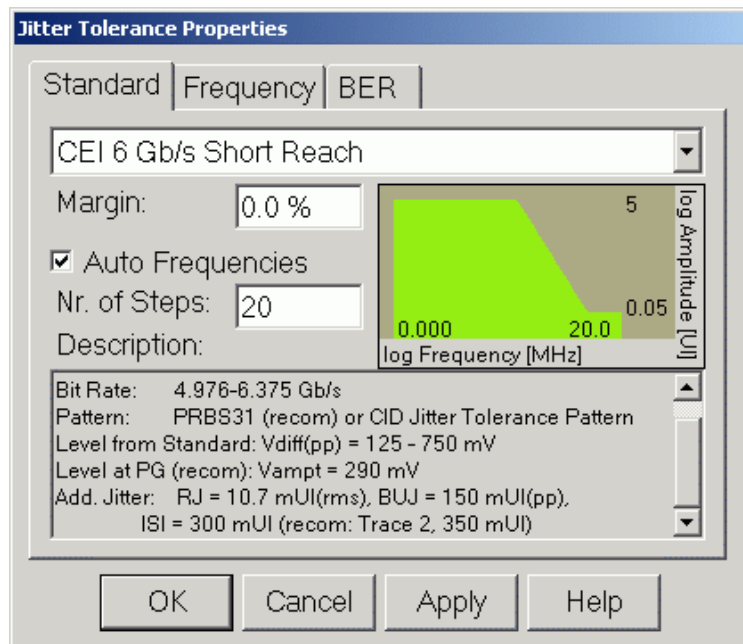 Jitter Tolerance Properties
Standard
Frequency
BER
CEI 6 Gb/s Short Reach
Margin:
0.0 %
Auto Frequencies
Nr. of Steps:
20
Description:
5
0.05
log Amplitude [UI]
0.000
20.0
log Frequency [MHz]
Bit Rate: 4.976-6.375 Gb/s
Pattern: PRBS31 (recom) or CID Jitter Tolerance Pattern
Level from Standard: Vdiff(pp) = 125 - 750 mV
Level at PG (recom): Vampt = 290 mV
Add. Jitter: RJ = 10.7 mUI(rms), BUJ = 150 mUI(pp),
ISI = 300 mUI (recom: Trace 2, 350 mUI)
OK
Cancel
Apply
Help